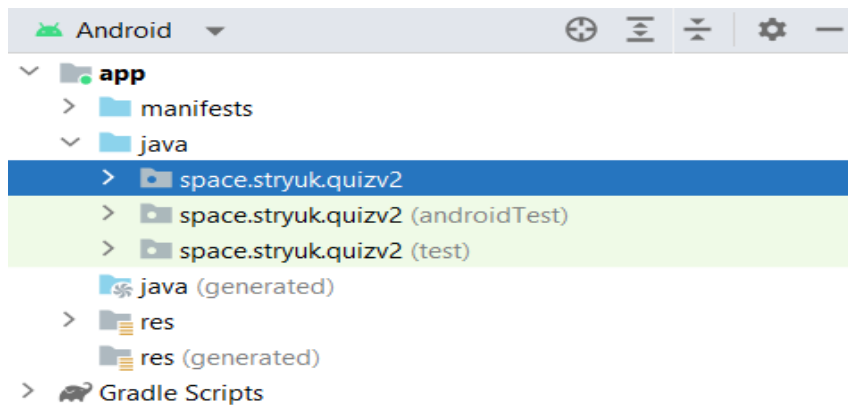 Android
app
manifests
java
space.stryuk.quizv2
space.stryuk.quizv2 (androidTest)
space.stryuk.quizv2 (test)
java (generated)
res
res (generated)
Gradle Scripts